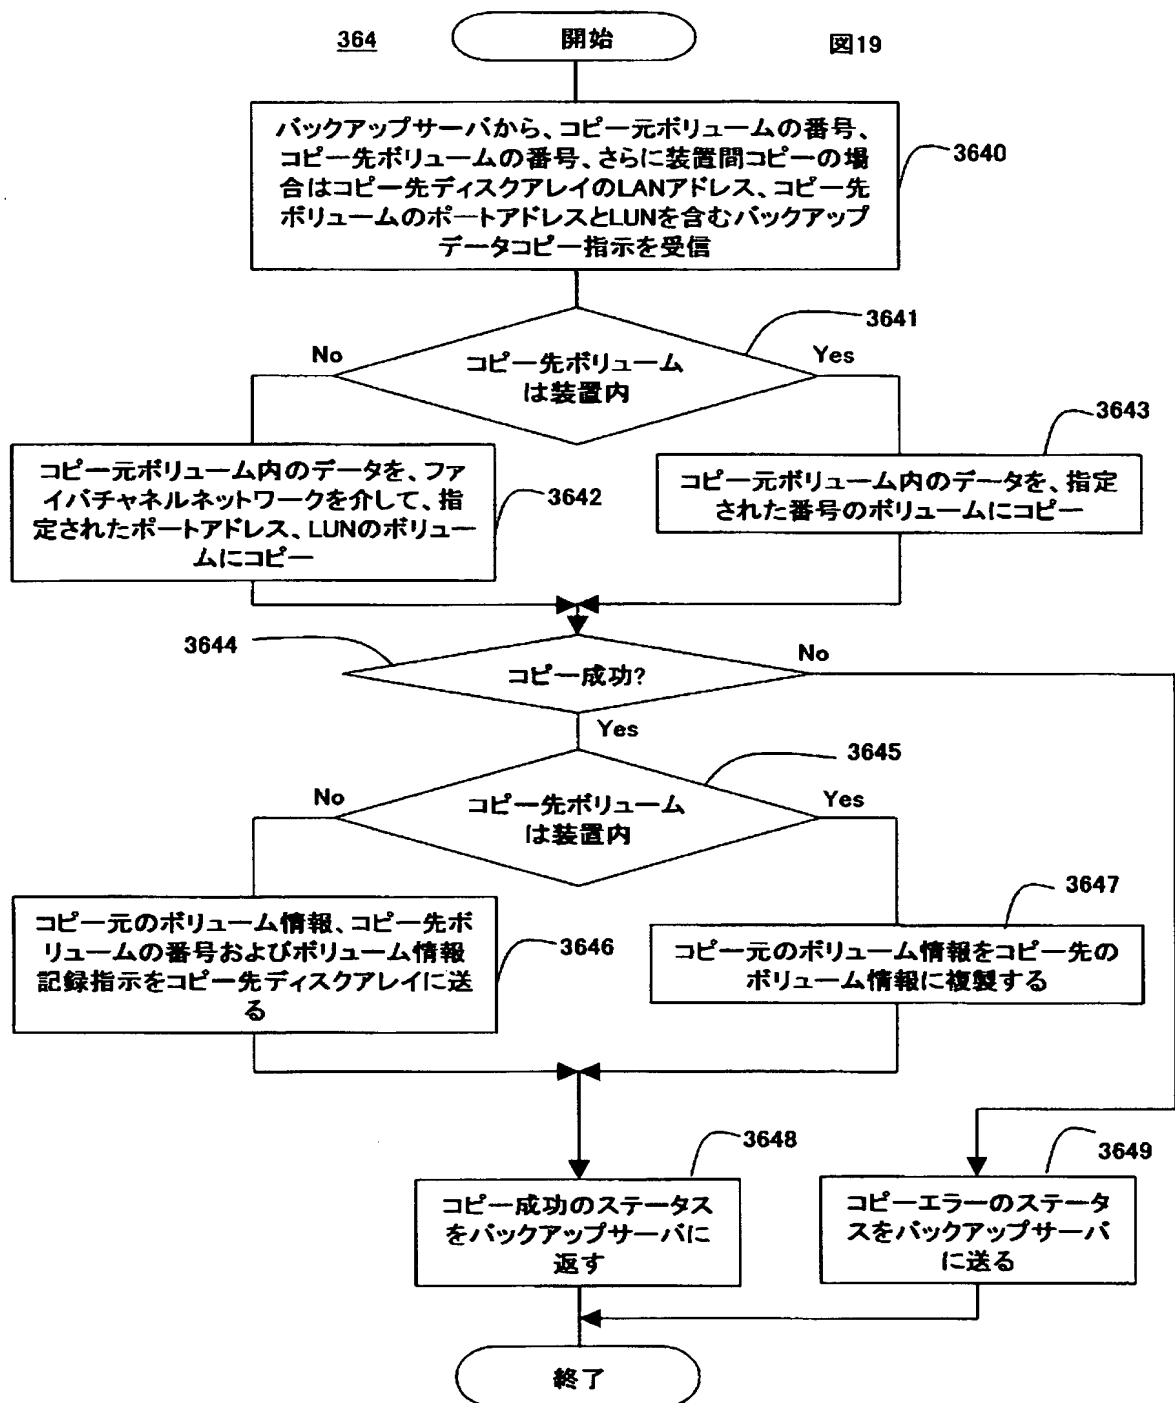 364
開始
図19
バックアップサーバから、コピー元ボリュームの番号、
コピー先ボリュームの番号、さらに装置間コピーの場
合はコピー先ディスクアレイのLANアドレス、コピー先
ボリュームのポートアドレスとLUNを含むバックアップ
データコピー指示を受信
3640
3641
No
コピー先ボリューム
は装置内
Yes
3643
コピー元ボリューム内のデータを、ファ
イバチャネルネットワークを介して、指
定されたポートアドレス、LUNのボリュー
ムにコピー
3642
コピー元ボリューム内のデータを、指定
された番号のボリュームにコピー
3644
コピー成功?
No
Yes
3645
No
コピー先ボリューム
は装置内
Yes
3647
コピー元のボリューム情報、コピー先ボ
リュームの番号およびボリューム情報
記録指示をコピー先ディスクアレイに送
る
3646
コピー元のボリューム情報をコピー先の
ボリューム情報に複製する
3648
3649
コピー成功のステータス
をバックアップサーバに
返す
コピーエラーのステータ
スをバックアップサーバ
に送る
終了